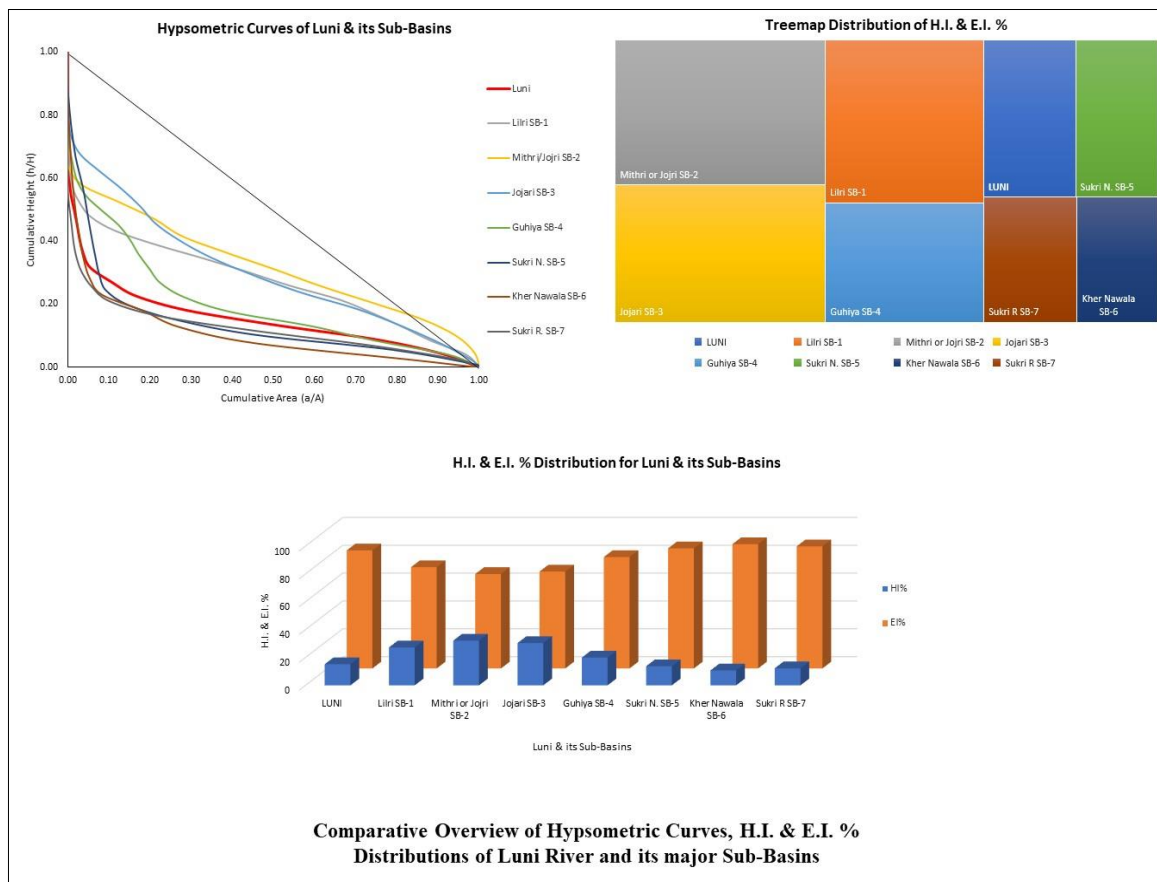 Hypsometric Curves of Luni & its Sub-Basins
1.00
0.80
0.60
0.40
0.20
0.00
Cumulative Height (h/H)
0.00 0.10 0.20 0.30 0.40 0.50 0.60 0.70 0.80 0.90 1.00
Cumulative Area (a/A)
Luni
Lilri SB-1
Mithri/Jojri SB-2
Jojari SB-3
Guhiya SB-4
Sukri N. SB-5
Kher Nawala SB-6
Sukri R. SB-7
Treemap Distribution of H.I. & E.I. %
Mithri or Jojri SB-2
Lilri SB-1
LUNI
Sukri N. SB-5
Jojari SB-3
Guhiya SB-4
Sukri R SB-7
Kher Nawala
SB-6
LUNI Lilri SB-1 Mithri or Jojri SB-2 Jojari SB-3
Guhiya SB-4 Sukri N. SB-5 Kher Nawala SB-6 Sukri R SB-7
H.I. & E.I. % Distribution for Luni & its Sub-Basins
100
80
60
40
20
0
H.I. & E.I. %
LUNI Lilri SB-1 Mithri or Jojri Jojari SB-3 Guhiya SB-4 Sukri N. SB-5 Kher Nawala Sukri R SB-7
SB-2 SB-6
Luni & its Sub-Basins
HI%
EI%
Comparative Overview of Hypsometric Curves, H.I. & E.I. %
Distributions of Luni River and its major Sub-Basins